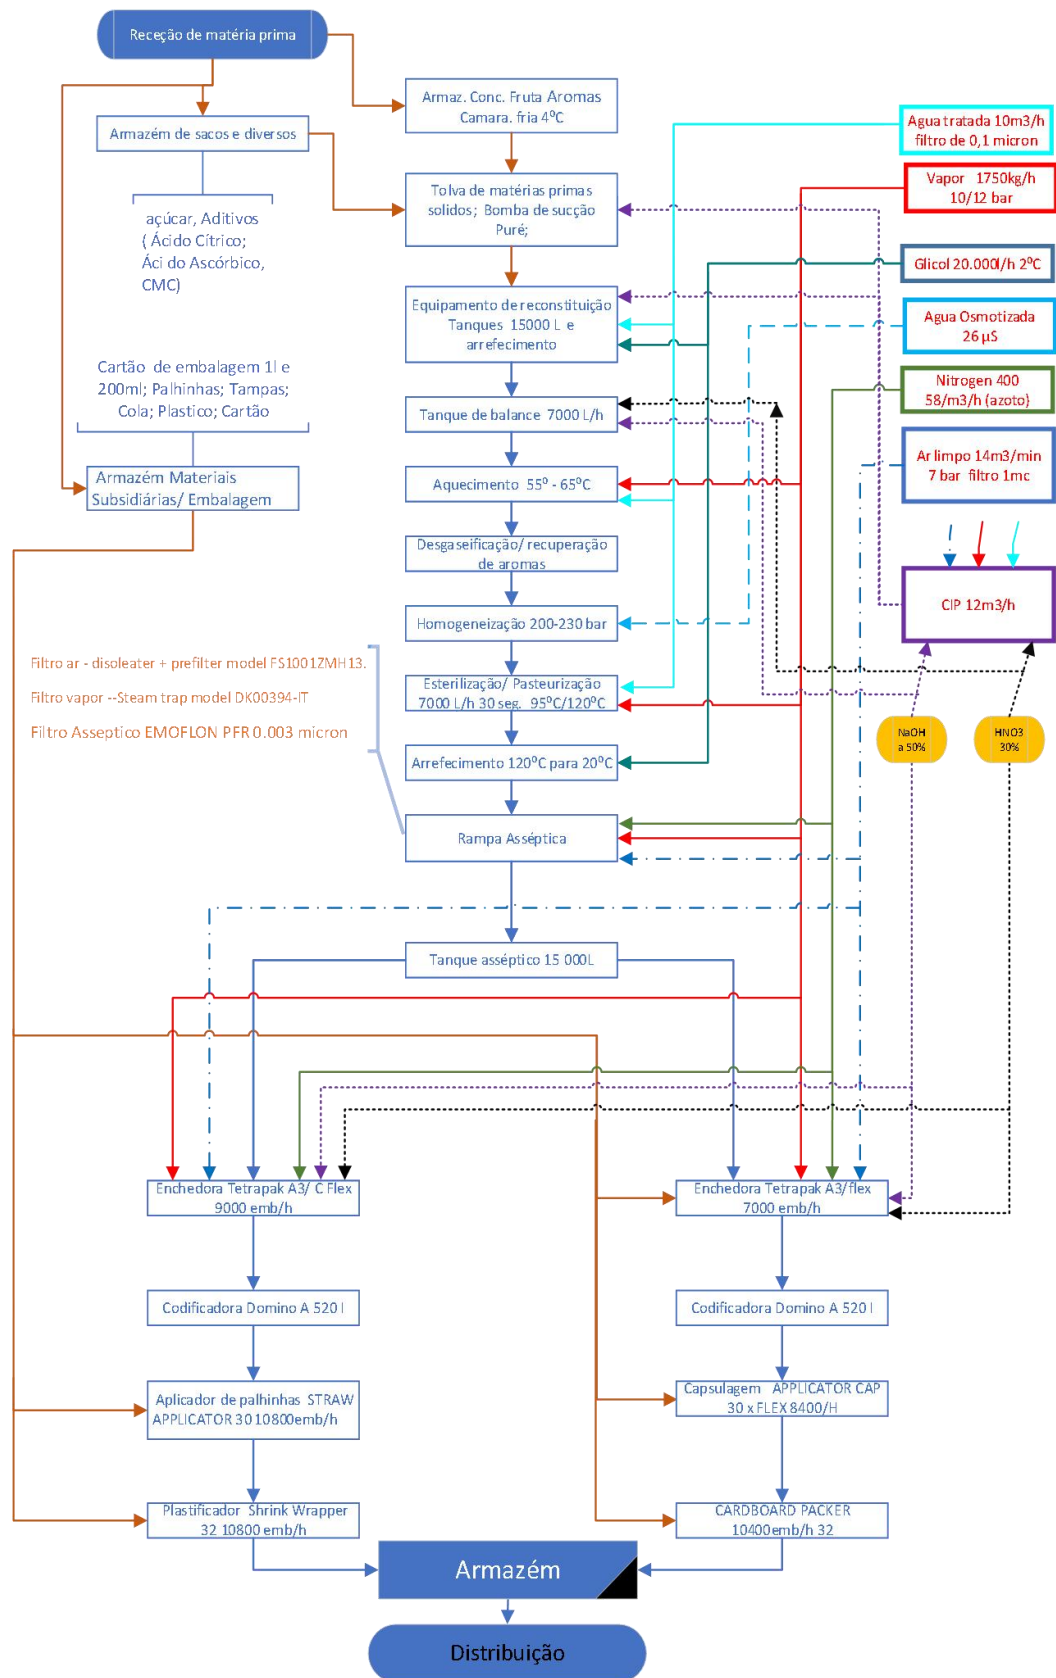 Receção de matéria prima
Armaz. Conc. Fruta Aromas
Camara. fria 4ºC
Armazém de sacos e diversos
açúcar, Aditivos
( Ácido Cítrico;
Áci do Ascórbico,
CMC)
Tolva de matérias primas
solidos; Bomba de sucção
Puré;
Agua tratada 10m3/h
filtro de 0,1 micron
Vapor 1750kg/h
10/12 bar
Glicol 20.000l/h 2ºC
Agua Osmotizada
26 µS
Nitrogen 400
58/m3/h (azoto)
Ar limpo 14m3/min
7 bar filtro 1mc
CIP 12m3/h
NaOH
a 50%
HNO3
30%
Equipamento de reconstituição
Tanques 15000 L e
arrefecimento
Cartão de embalagem 1l e
200ml; Palhinhas; Tampas;
Cola; Plastico; Cartão
Armazém Materiais
Subsidiárias/ Embalagem
Tanque de balance 7000 L/h
Aquecimento 55º - 65ºC
Desgaseificação/ recuperação
de aromas
Homogeneização 200-230 bar
Esterilização/ Pasteurização
7000 L/h 30 seg. 95ºC/120ºC
Arrefecimento 120ºC para 20ºC
Filtro ar - disoleater + prefilter model FS1001ZMH13.
Filtro vapor --Steam trap model DK00394-IT
Filtro Asseptico EMOFLON PFR 0.003 micron
Rampa Asséptica
Tanque asséptico 15 000L
Enchedora Tetrapak A3/ C Flex
9000 emb/h
Enchedora Tetrapak A3/flex
7000 emb/h
Codificadora Domino A 520 I
Codificadora Domino A 520 I
Aplicador de palhinhas STRAW
APPLICATOR 30 10800emb/h
Capsulagem APPLICATOR CAP
30 x FLEX 8400/H
Plastificador Shrink Wrapper
32 10800 emb/h
CARDBOARD PACKER
10400emb/h 32
Armazém
Distribuição